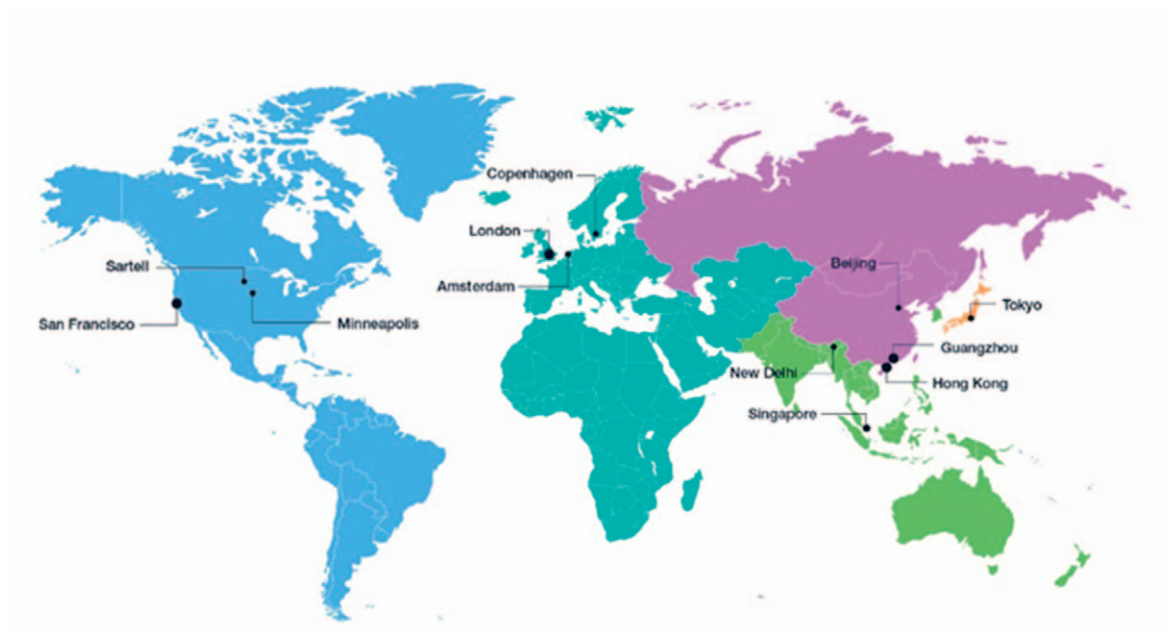 Copenhagen
London
Sartell
Beijing
Amsterdam
Tokyo
San Francisco
Minneapolis
Guangzhou
New Delhi
Hong Kong
Singapore